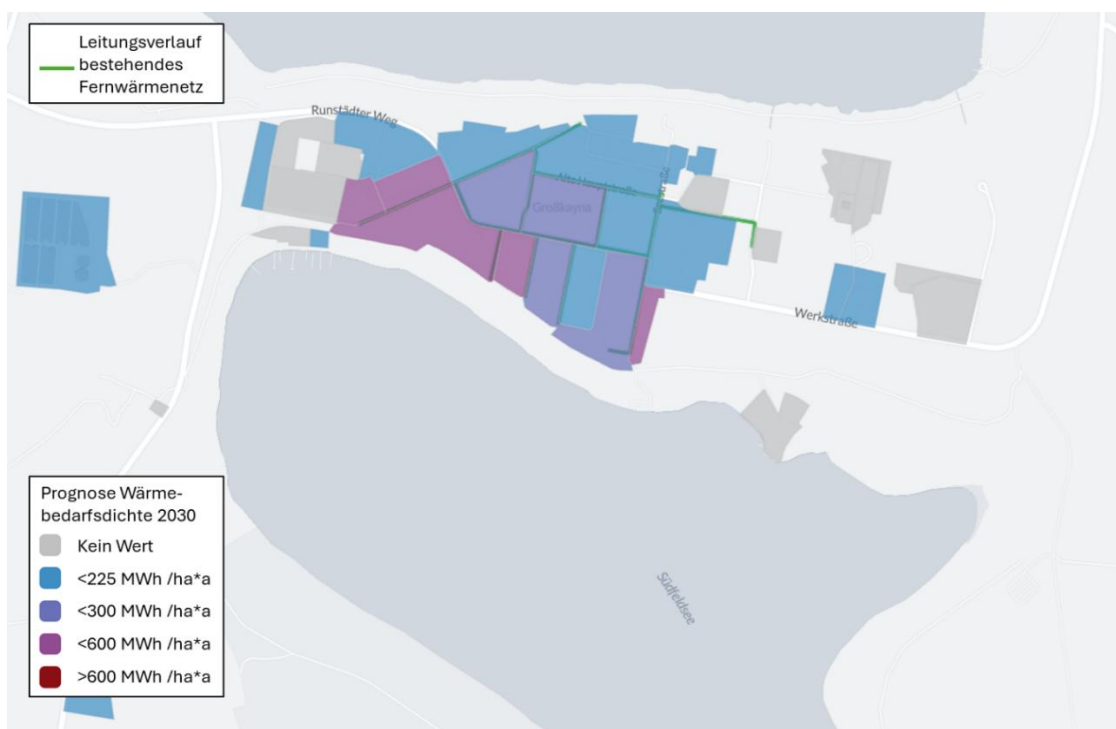 Leitungsverlauf
bestehendes
Fernwärmenetz
Runstädter Weg
Großkayna
Werkstraße
Südfeldsee
Prognose Wärme-
bedarfsdichte 2030
Kein Wert
<225 MWh /ha*a
<300 MWh /ha*a
<600 MWh /ha*a
>600 MWh /ha*a